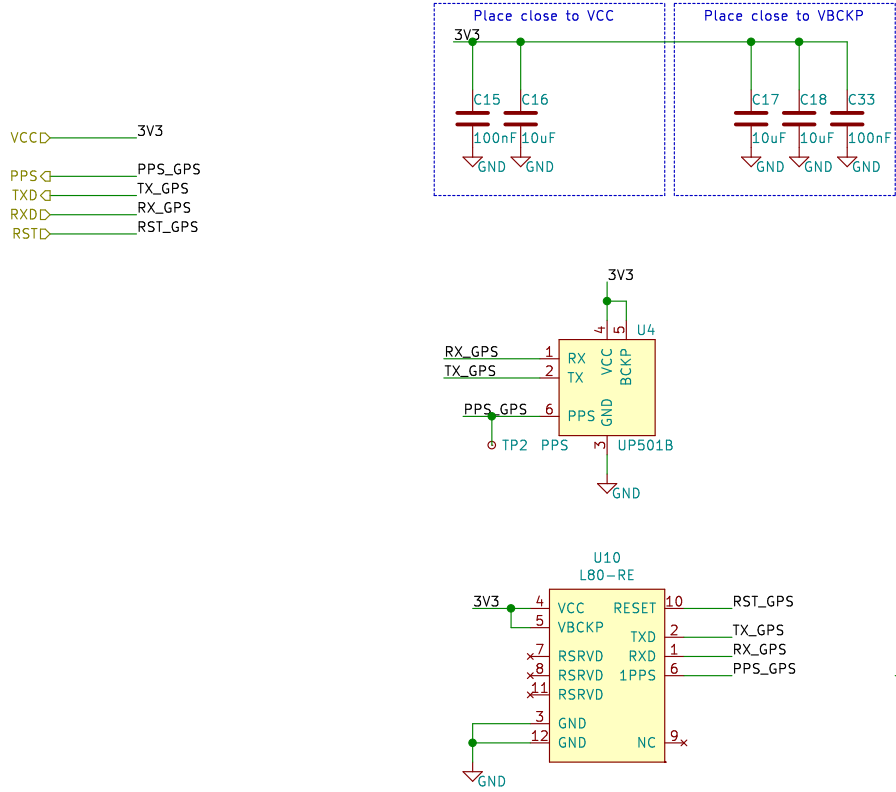 Place close to VCC
Place close to VBCKP
3V3
C15
C16
C17
C18
C33
100nF
10uF
10uF
10uF
100nF
GND
GND
GND
GND
GND
VCC
3V3
PPS
PPS_GPS
TXD
TX_GPS
RXD
RX_GPS
RST
RST_GPS
3V3
4
5
U4
RX_GPS
1
RX
VCC
BCKP
TX_GPS
2
TX
PPS_GPS
6
PPS
GND
TP2
PPS
3
UP501B
GND
U10
L80-RE
3V3
4
VCC
RESET
10
RST_GPS
5
VBCKP
TXD
2
TX_GPS
7
RSRVD
RXD
1
RX_GPS
8
RSRVD
1PPS
6
PPS_GPS
11
RSRVD
3
GND
12
GND
NC
9
GND